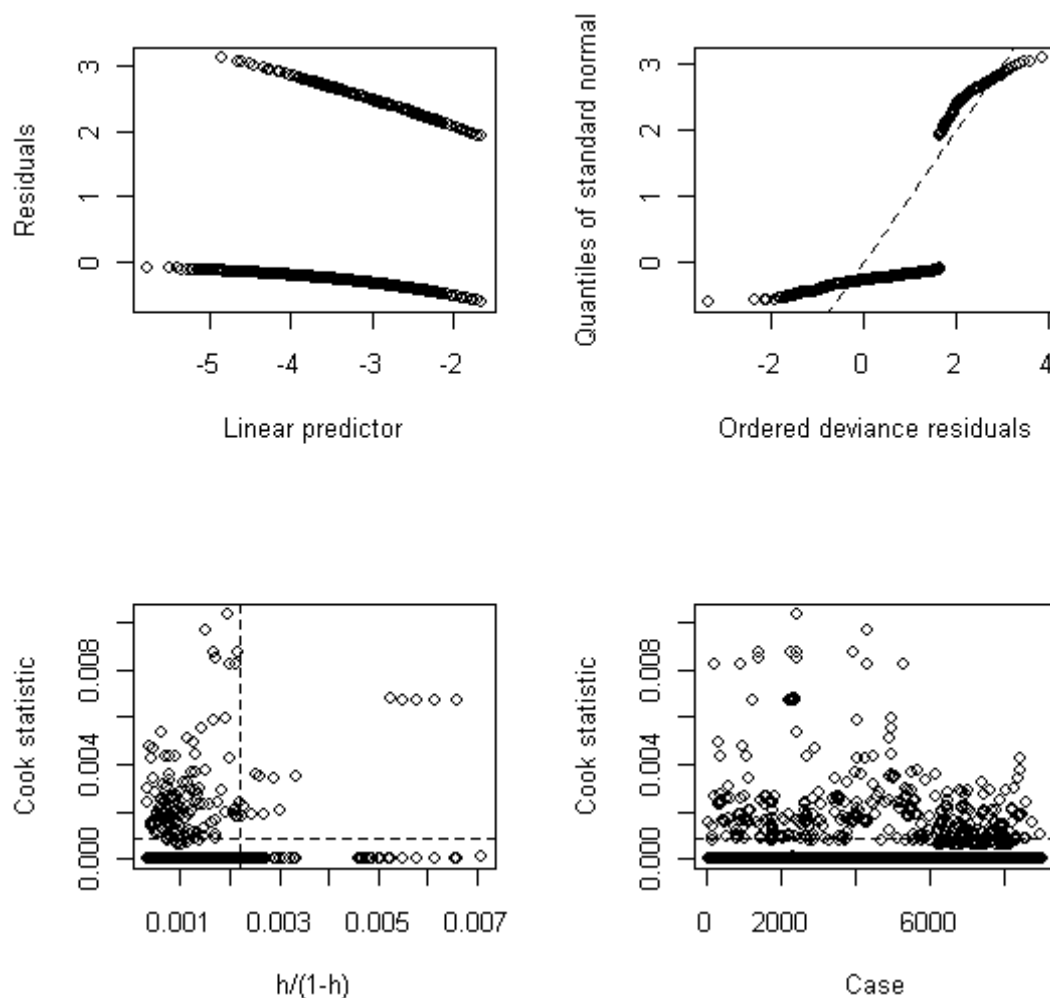 Residuals
3
2
1
0
-5 -4 -3 -2
Linear predictor
Quantiles of standard normal
3
2
1
0
-2 0 2 4
Ordered deviance residuals
Cook statistic
0.008
0.004
0.000
0.001 0.003 0.005 0.007
h/(1-h)
Cook statistic
0.008
0.004
0.000
0 2000 6000
Case